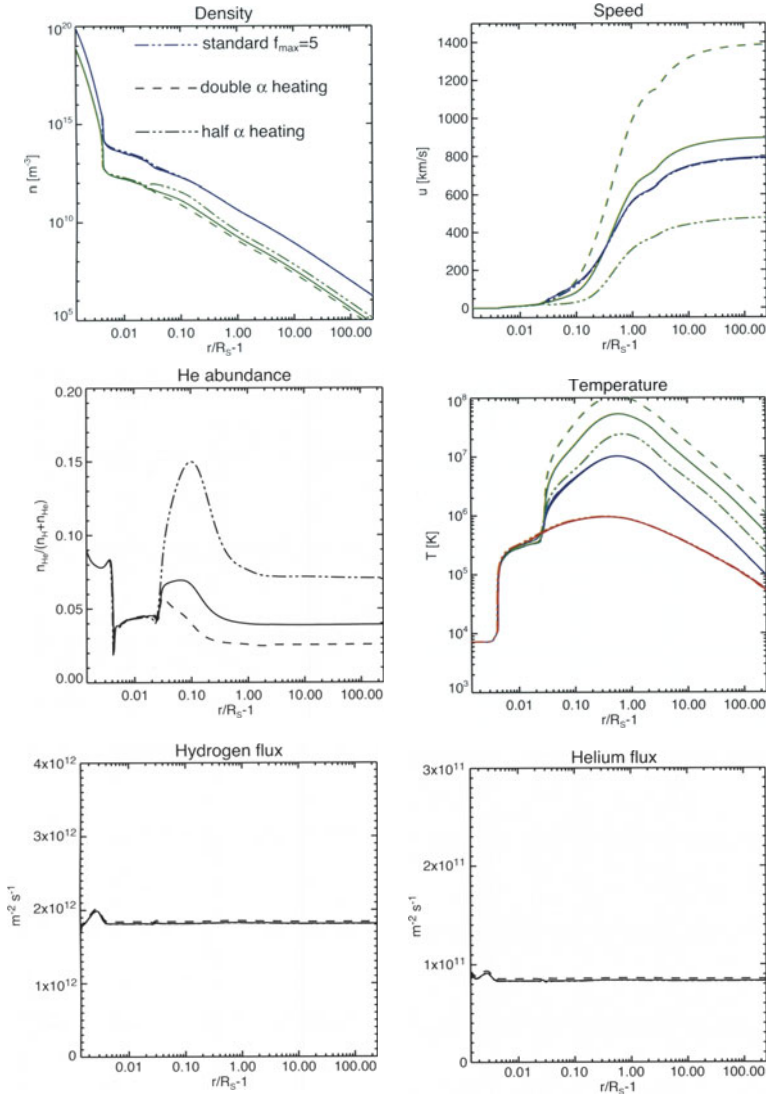 Density
10^20
10^15
10^10
10^5
n [m^-3]
standard f_max=5
double α heating
half α heating
0.01 0.10 1.00 10.00 100.00
r/R_S-1
Speed
1400
1200
1000
800
600
400
200
0
u [km/s]
0.01 0.10 1.00 10.00 100.00
r/R_S-1
He abundance
0.20
0.15
0.10
0.05
0.00
n_He/(n_H+n_He)
0.01 0.10 1.00 10.00 100.00
r/R_S-1
Temperature
10^8
10^7
10^6
10^5
10^4
10^3
T [K]
0.01 0.10 1.00 10.00 100.00
r/R_S-1
Hydrogen flux
4x10^12
3x10^12
2x10^12
1x10^12
0
m^-2 s^-1
0.01 0.10 1.00 10.00 100.00
r/R_S-1
Helium flux
3x10^11
2x10^11
1x10^11
0
m^-2 s^-1
0.01 0.10 1.00 10.00 100.00
r/R_S-1